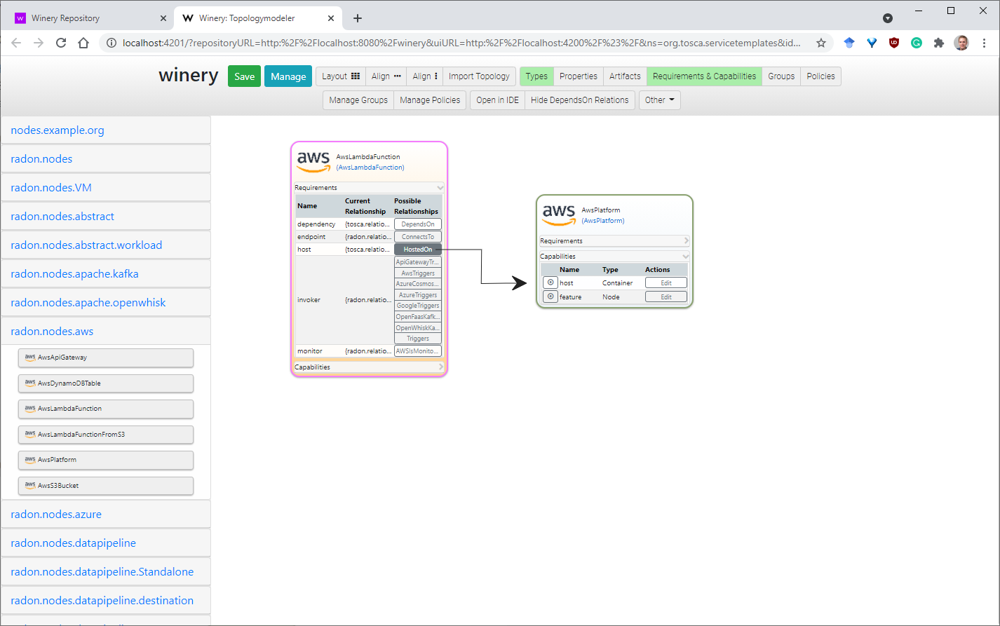 Winery Repository
Winery: Topologymodeler
localhost:4201/?repositoryURL=http:%2F%2Flocalhost:8080%2Fwinery&uiURL=http:%2F%2Flocalhost:4200%2F%23%2F&ns=org.tosca.servicetemplates&id...
winery Save Manage Layout Align Align Import Topology Types Properties Artifacts Requirements & Capabilities Groups Policies
Manage Groups Manage Policies Open in IDE Hide DependsOn Relations Other
nodes.example.org
radon.nodes
radon.nodes.VM
radon.nodes.abstract
radon.nodes.abstract.workload
radon.nodes.apache.kafka
radon.nodes.apache.openwhisk
radon.nodes.aws
aws AwsApiGateway
aws AwsDynamoDBTable
aws AwsLambdaFunction
aws AwsLambdaFunctionFromS3
aws AwsPlatform
aws AwsS3Bucket
radon.nodes.azure
radon.nodes.datapipeline
radon.nodes.datapipeline.Standalone
radon.nodes.datapipeline.destination
aws AwsLambdaFunction
(AwsLambdaFunction)
Requirements
Name Current Relationship Possible Relationships
dependency {tosca.relatio... DependsOn
endpoint {radon.relatio... ConnectsTo
host {tosca.relatio... HostedOn
invoker {radon.relatio...
ApiGatewayTr...
AwsTriggers
AzureCosmos...
AzureTriggers
GoogleTriggers
OpenFaasKafk...
OpenWhiskKa...
Triggers
monitor {radon.relatio... AWSIsMonito...
Capabilities
aws AwsPlatform
(AwsPlatform)
Requirements
Capabilities
Name Type Actions
host Container Edit
feature Node Edit